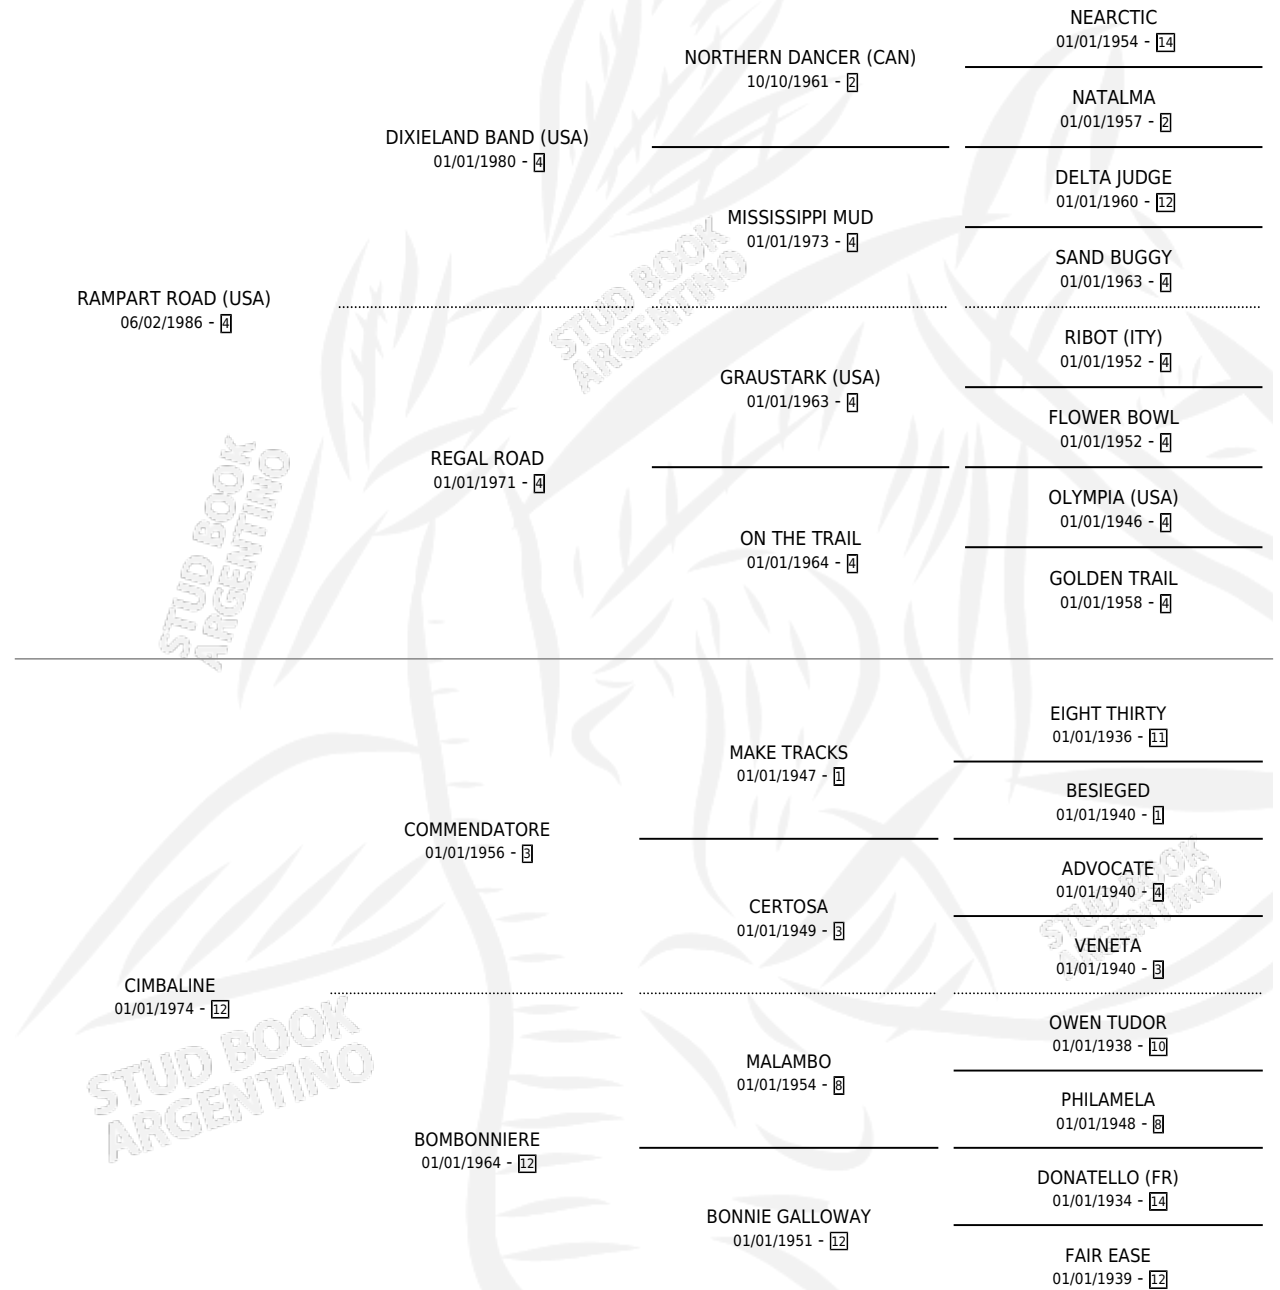 NEARCTIC
01/01/1954 - 14
NORTHERN DANCER (CAN)
10/10/1961 - 2
NATALMA
01/01/1957 - 2
DIXIELAND BAND (USA)
01/01/1980 - 4
DELTA JUDGE
01/01/1960 - 12
MISSISSIPPI MUD
01/01/1973 - 4
SAND BUGGY
01/01/1963 - 4
RAMPART ROAD (USA)
06/02/1986 - 4
RIBOT (ITY)
01/01/1952 - 4
GRAUSTARK (USA)
01/01/1963 - 4
FLOWER BOWL
01/01/1952 - 4
REGAL ROAD
01/01/1971 - 4
OLYMPIA (USA)
01/01/1946 - 4
ON THE TRAIL
01/01/1964 - 4
GOLDEN TRAIL
01/01/1958 - 4
EIGHT THIRTY
01/01/1936 - 11
MAKE TRACKS
01/01/1947 - 1
BESIEGED
01/01/1940 - 1
COMMENDATORE
01/01/1956 - 3
ADVOCATE
01/01/1940 - 4
CERTOSA
01/01/1949 - 3
VENETA
01/01/1940 - 3
CIMBALINE
01/01/1974 - 12
OWEN TUDOR
01/01/1938 - 10
MALAMBO
01/01/1954 - 8
PHILAMELA
01/01/1948 - 8
BOMBONNIERE
01/01/1964 - 12
DONATELLO (FR)
01/01/1934 - 14
BONNIE GALLOWAY
01/01/1951 - 12
FAIR EASE
01/01/1939 - 12
STUD BOOK
ARGENTINO
STUD BOOK
ARGENTINO
STUD BOOK
ARGENTINO
STUD BOOK
ARGENTINO